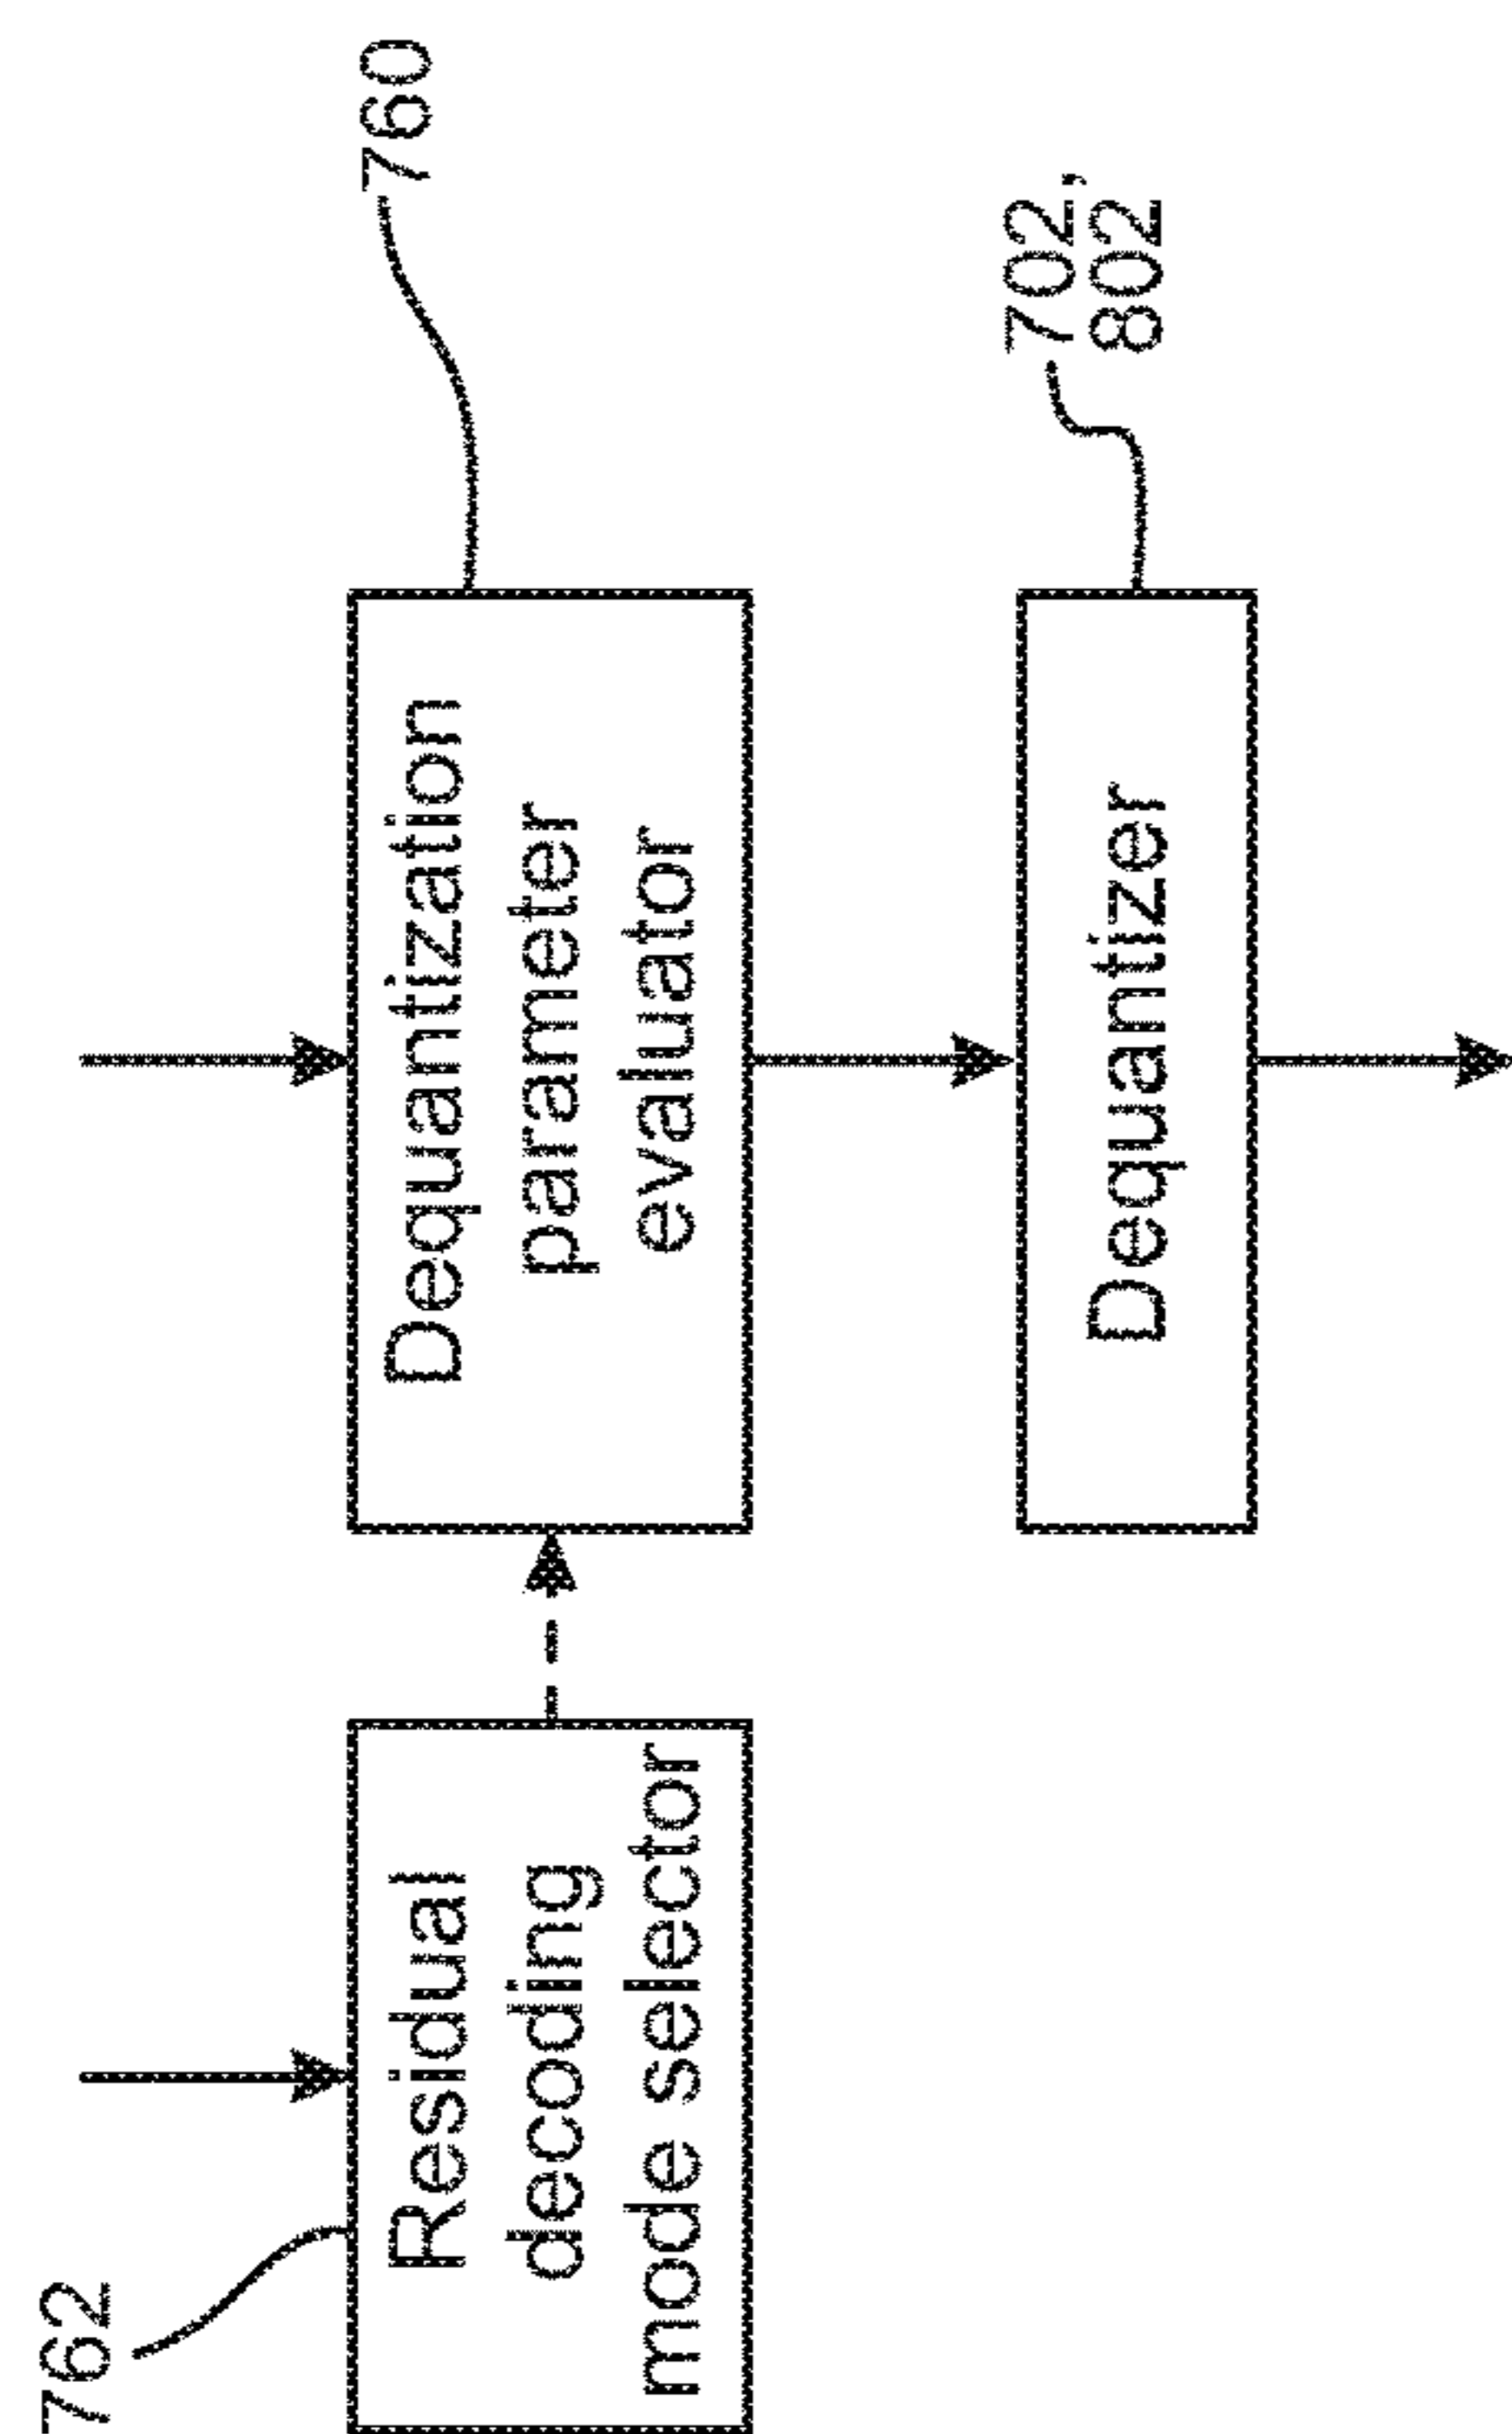 762
Residual
decoding
mode selector
Dequantization
parameter
evaluator
760
Dequantizer
702,
802